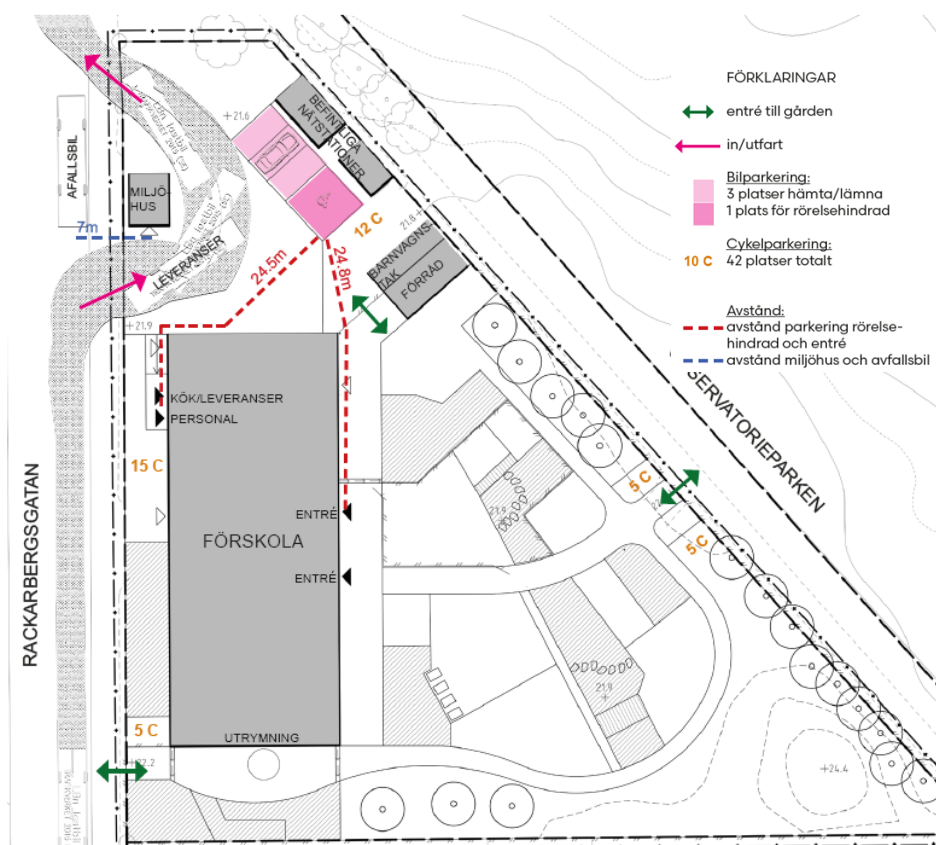 FÖRKLARINGAR
entré till gården
in/utfart
Bilparkering:
3 platser hämta/lämna
1 plats för rörelsehindrad
Cykelparkering:
10 C
42 platser totalt
Avstånd:
avstånd parkering rörelse-
hindrad och entré
avstånd miljöhus och avfallsbil
+21.6
BEFINTLIGA
NÄTSTATIONER
AFALLSBIL
MILJÖ-
HUS
7m
LEVERANSER
24.5m
24.8m
12 C
21.8
BARNVAGNS-
TAK
FÖRRÅD
+21.9
KÖK/LEVERANSER
PERSONAL
15 C
SERVATORIEPARKEN
5 C
5 C
21.9
ENTRÉ
FÖRSKOLA
ENTRÉ
RACKARBERGSGATAN
21.9
5 C
UTRYMNING
+22.2
+24.4